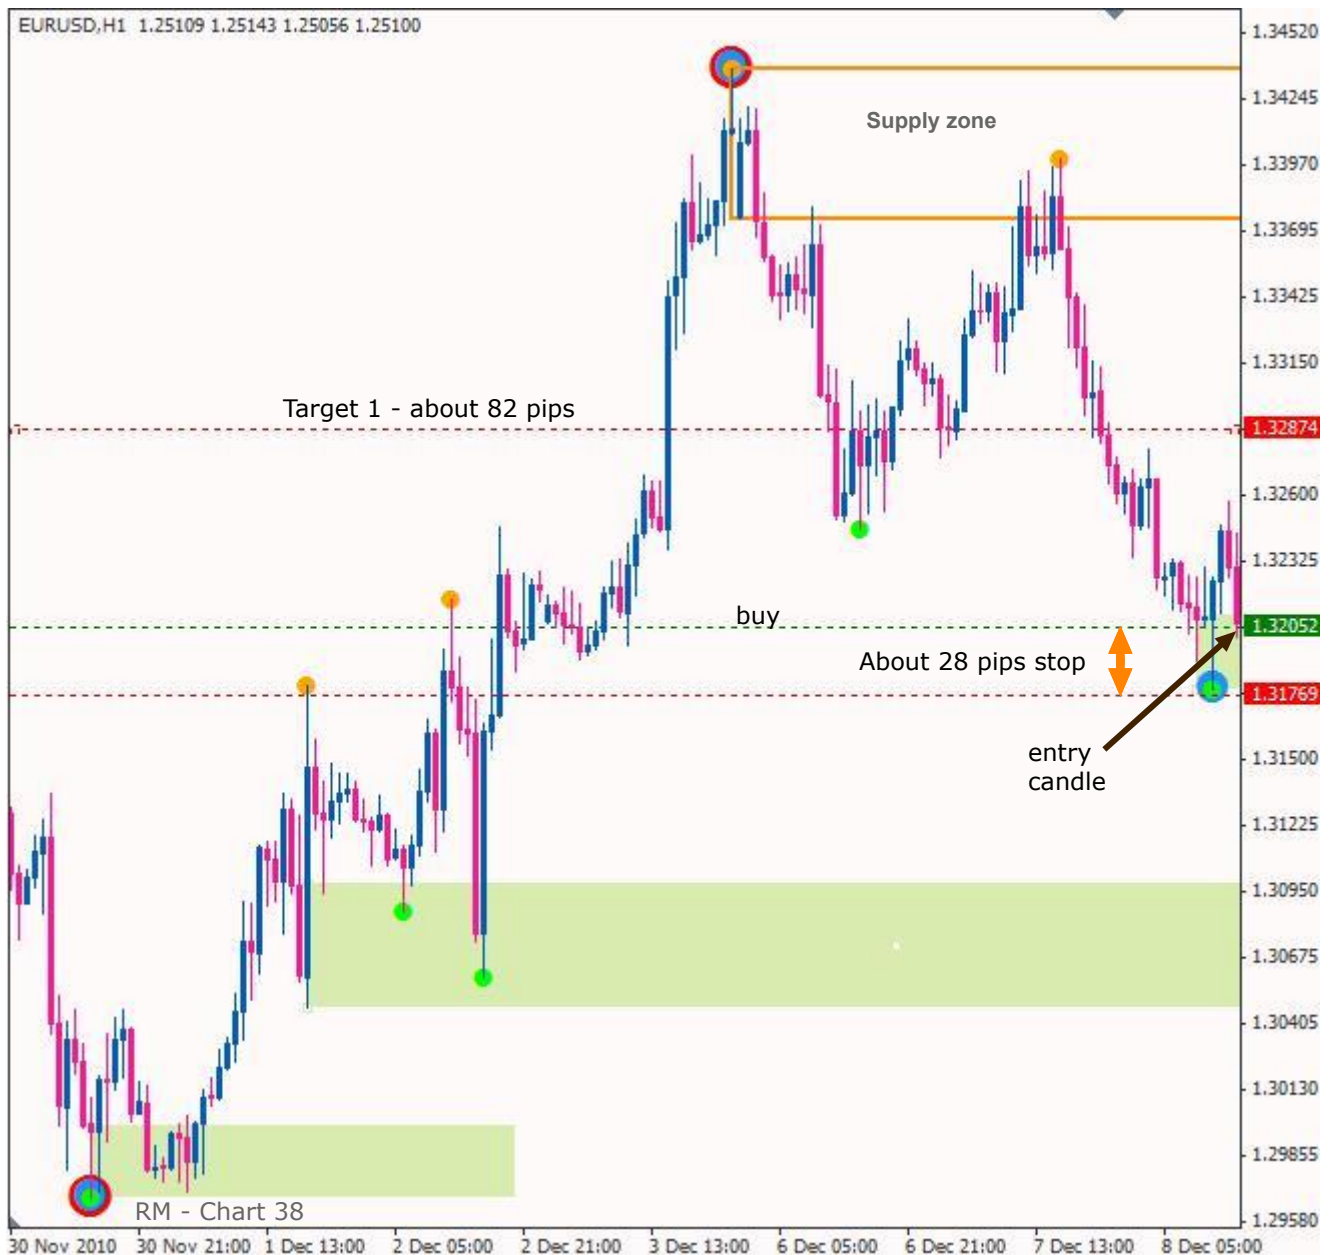 EURUSD,H1 1.25109 1.25143 1.25056 1.25100
1.34520
1.34245
Supply zone
1.33970
1.33695
1.33425
1.33150
Target 1 - about 82 pips
1.32874
1.32600
1.32325
buy
1.32052
About 28 pips stop
1.31769
entry
candle
1.31500
1.31225
1.30950
1.30675
1.30405
1.30130
1.29855
RM - Chart 38
1.29580
30 Nov 2010 30 Nov 21:00 1 Dec 13:00 2 Dec 05:00 2 Dec 21:00 3 Dec 13:00 6 Dec 05:00 6 Dec 21:00 7 Dec 13:00 8 Dec 05:00